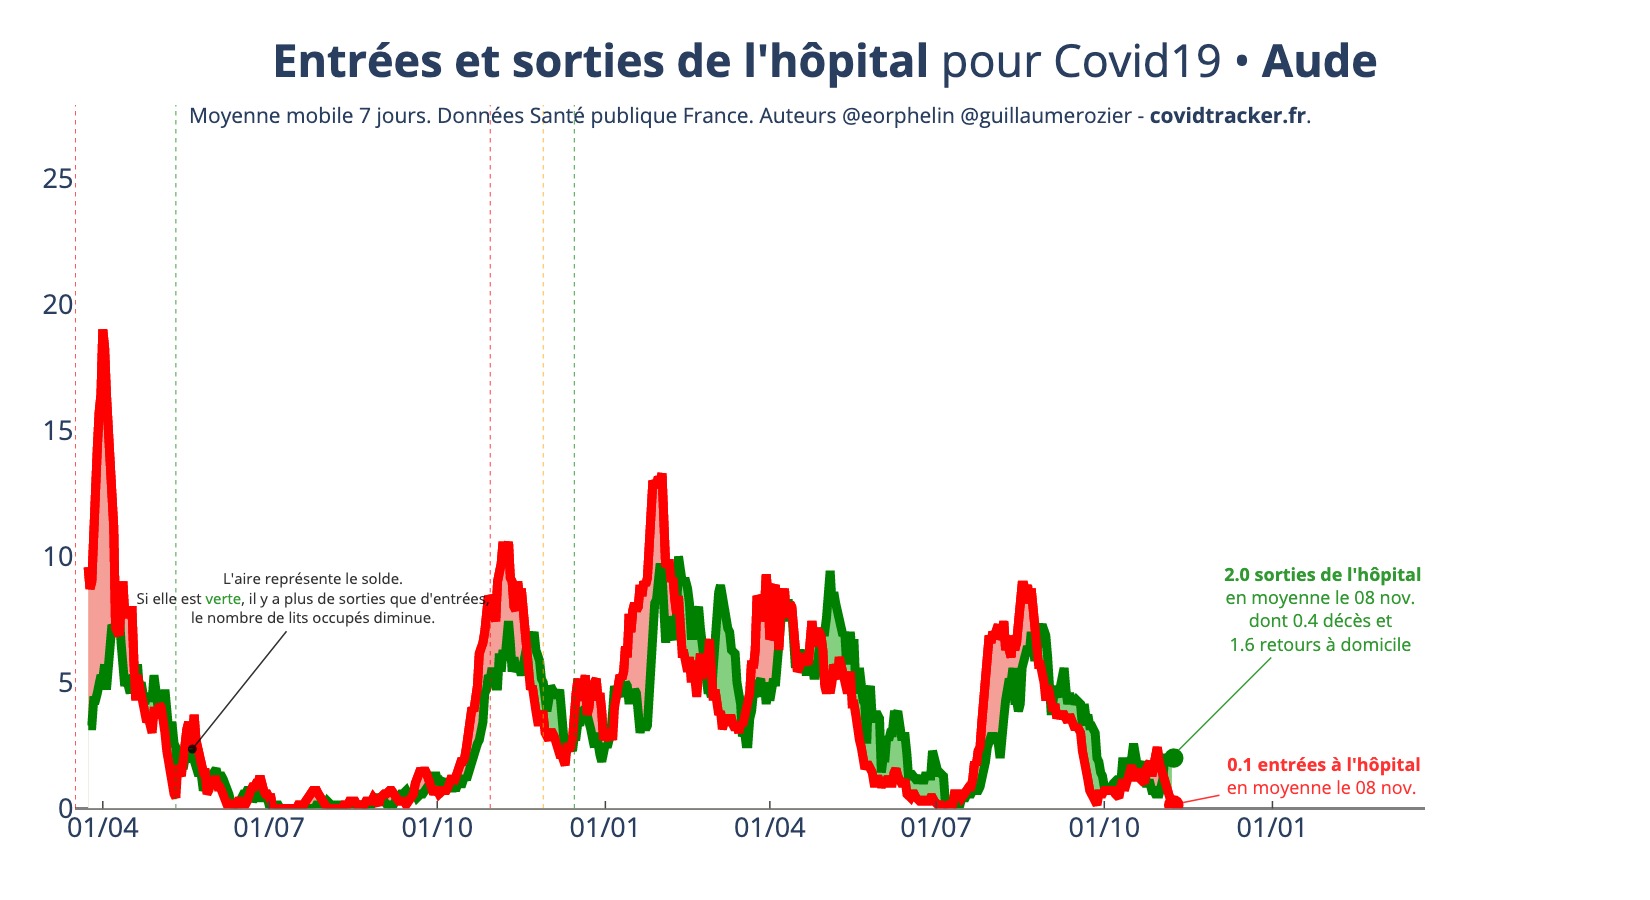 Entrées et sorties de l'hôpital pour Covid19 • Aude
Moyenne mobile 7 jours. Données Santé publique France. Auteurs @eorphelin @guillaumerozier - covidtracker.fr.
25
20
15
10
5
0
L'aire représente le solde.
Si elle est verte, il y a plus de sorties que d'entrées,
le nombre de lits occupés diminue.
2.0 sorties de l'hôpital
en moyenne le 08 nov.
dont 0.4 décès et
1.6 retours à domicile
0.1 entrées à l'hôpital
en moyenne le 08 nov.
01/04
01/07
01/10
01/01
01/04
01/07
01/10
01/01